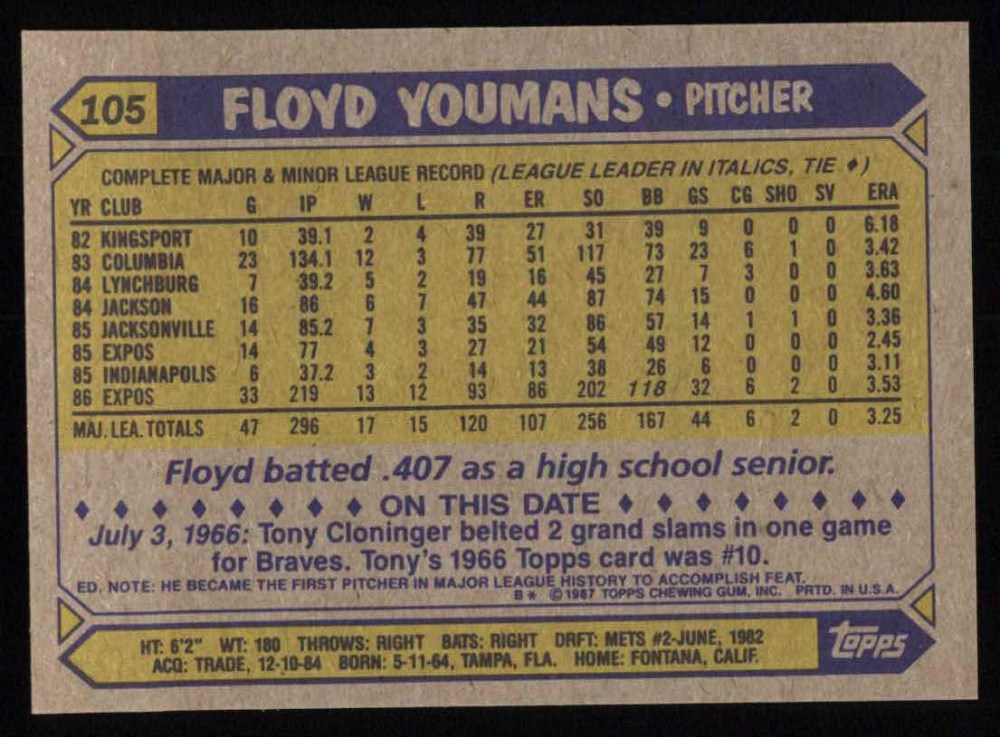 105 FLOYD YOUMANS • PITCHER
COMPLETE MAJOR & MINOR LEAGUE RECORD (LEAGUE LEADER IN ITALICS, TIE ♦)
YR CLUB G IP W L R ER SO BB GS CG SHO SV ERA
82 KINGSPORT 10 39.1 2 4 39 27 31 39 9 0 0 0 6.18
83 COLUMBIA 23 134.1 12 3 77 51 117 73 23 6 1 0 3.42
84 LYNCHBURG 7 39.2 5 2 19 16 45 27 7 3 0 0 3.63
84 JACKSON 16 86 6 7 47 44 87 74 15 0 0 0 4.60
85 JACKSONVILLE 14 85.2 7 3 35 32 86 57 14 1 1 0 3.36
85 EXPOS 14 77 4 3 27 21 54 49 12 0 0 0 2.45
85 INDIANAPOLIS 6 37.2 3 2 14 13 38 26 6 0 0 0 3.11
86 EXPOS 33 219 13 12 93 86 202 118 32 6 2 0 3.53
MAJ. LEA. TOTALS 47 296 17 15 120 107 256 167 44 6 2 0 3.25
Floyd batted .407 as a high school senior.
♦ ♦ ♦ ♦ ♦ ♦ ♦ ♦ ON THIS DATE ♦ ♦ ♦ ♦ ♦ ♦ ♦ ♦
July 3, 1966: Tony Cloninger belted 2 grand slams in one game
for Braves. Tony's 1966 Topps card was #10.
ED. NOTE: HE BECAME THE FIRST PITCHER IN MAJOR LEAGUE HISTORY TO ACCOMPLISH FEAT.
B* ©1987 TOPPS CHEWING GUM, INC. PRTD. IN U.S.A.
HT: 6'2" WT: 180 THROWS: RIGHT BATS: RIGHT DRFT: METS #2-JUNE, 1982
ACQ: TRADE, 12-10-84 BORN: 5-11-64, TAMPA, FLA. HOME: FONTANA, CALIF.
Topps